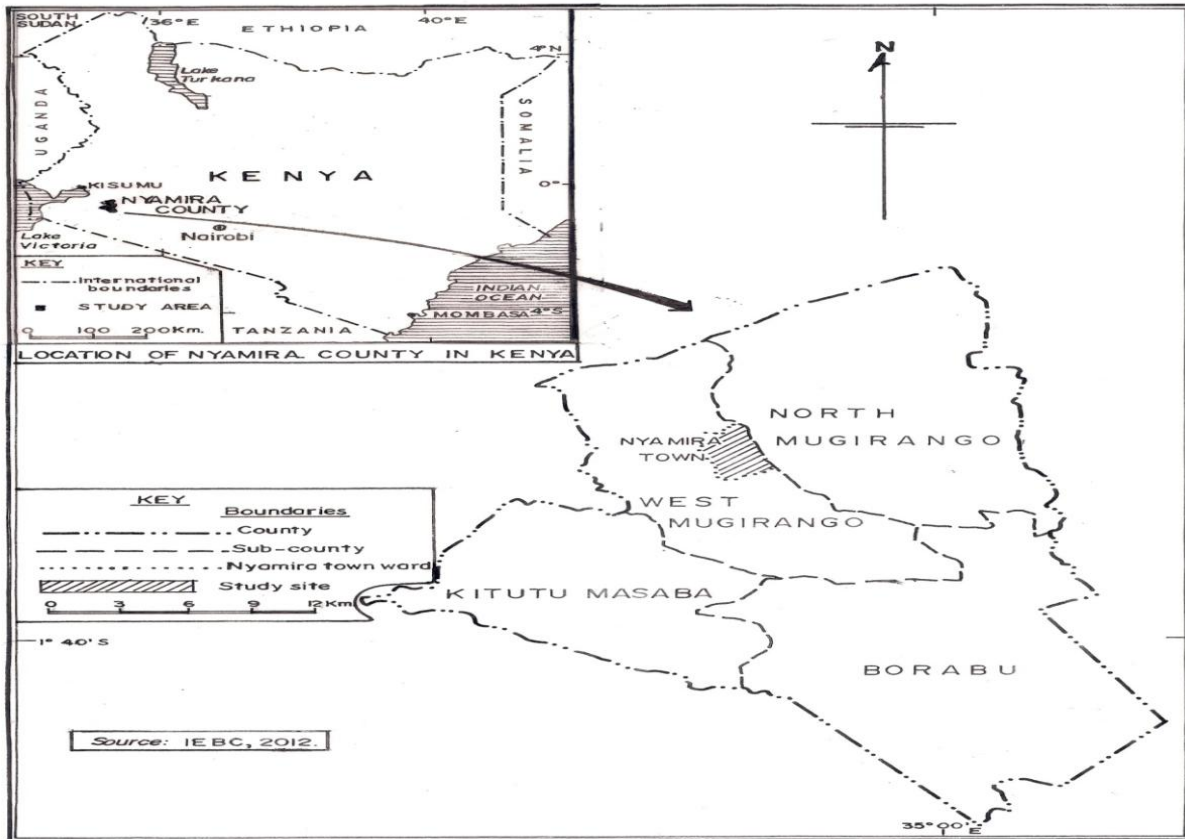 SOUTH
SUDAN
36°E
ETHIOPIA
40°E
4°N
Lake
Turkana
UGANDA
SOMALIA
KENYA
KISUMU
0°
NYAMIRA
COUNTY
Nairobi
Lake
Victoria
KEY
International
boundaries
STUDY AREA
0 100 200Km.
TANZANIA
INDIAN
OCEAN
MOMBASA
4°S
LOCATION OF NYAMIRA COUNTY IN KENYA
N
NORTH
MUGIRANGO
NYAMIRA
TOWN
WEST
MUGIRANGO
KITUTU MASABA
BORABU
KEY
Boundaries
County
Sub-county
Nyamira town ward
Study site
0 3 6 9 12Km
1° 40'S
Source: IEBC, 2012.
35°00'E